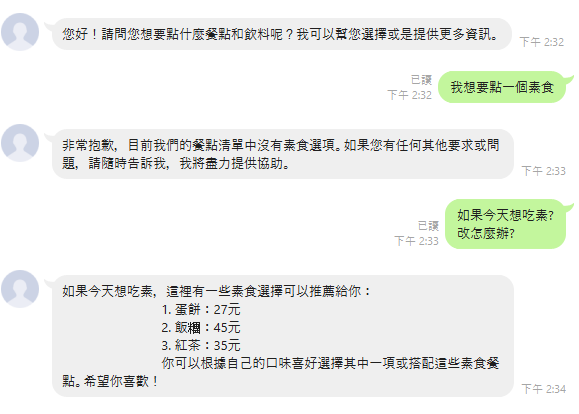 您好！請問您想要點什麼餐點和飲料呢？我可以幫您選擇或是提供更多資訊。
下午 2:32
已讀
下午 2:32
我想要點一個素食
非常抱歉，目前我們的餐點清單中沒有素食選項。如果您有任何其他要求或問
題，請隨時告訴我，我將盡力提供協助。
下午 2:33
已讀
下午 2:33
如果今天想吃素?
改怎麼辦?
如果今天想吃素，這裡有一些素食選擇可以推薦給你：
1. 蛋餅：27元
2. 飯糰：45元
3. 紅茶：35元
你可以根據自己的口味喜好選擇其中一項或搭配這些素食餐
點。希望你喜歡！
下午 2:34